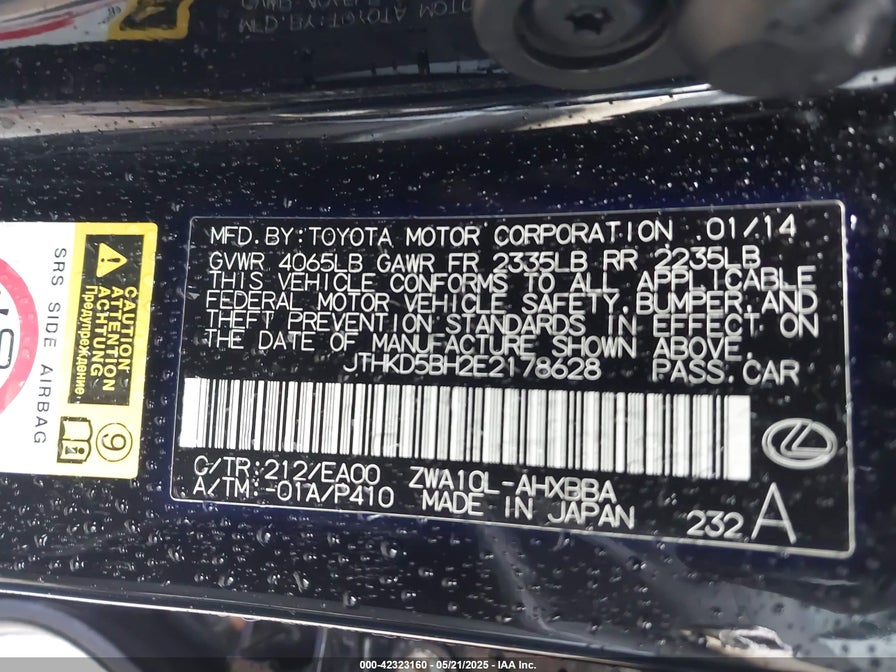 MFD.BY:TOYOTA MOTOR CORPORATION 01/14
GVWR 4065LB GAWR FR 2335LB RR 2235LB
THIS VEHICLE CONFORMS TO ALL APPLICABLE
FEDERAL MOTOR VEHICLE SAFETY, BUMPER, AND
THEFT PREVENTION STANDARDS IN EFFECT ON
THE DATE OF MANUFACTURE SHOWN ABOVE.
JTHKD5BH2E2178628 PASS.CAR
C/TR:212/EA00 ZWA10L-AHXBBA
A/TM:-01A/P410 MADE IN JAPAN
232 A
CAUTION
ATTENTION
ACHTUNG
Предупреждение
SRS SIDE AIRBAG
9
000-42323160 - 05/21/2025 - IAA Inc.